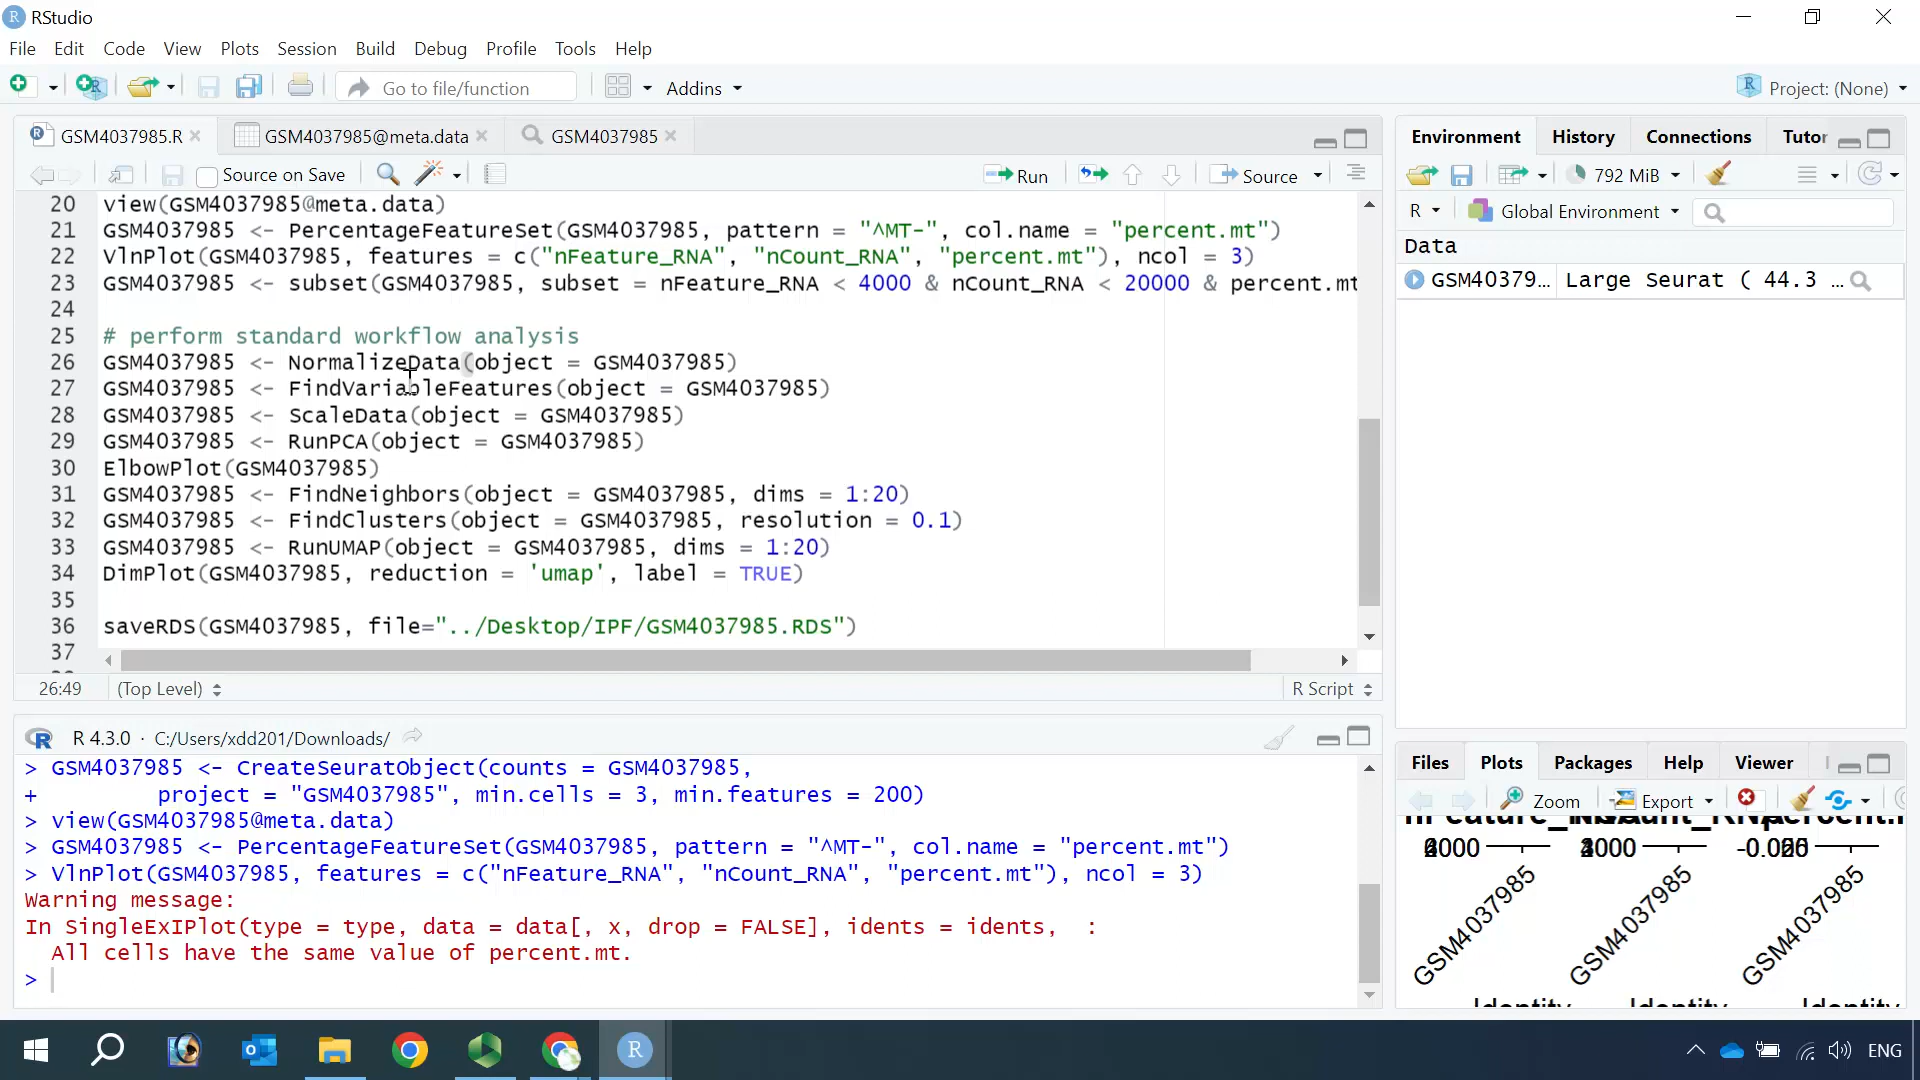 RStudio
File Edit Code View Plots Session Build Debug Profile Tools Help
Go to file/function Addins Project: (None)
GSM4037985.R GSM4037985@meta.data GSM4037985
Source on Save Run Source
20 view(GSM4037985@meta.data)
21 GSM4037985 <- PercentageFeatureSet(GSM4037985, pattern = "^MT-", col.name = "percent.mt")
22 VlnPlot(GSM4037985, features = c("nFeature_RNA", "nCount_RNA", "percent.mt"), ncol = 3)
23 GSM4037985 <- subset(GSM4037985, subset = nFeature_RNA < 4000 & nCount_RNA < 20000 & percent.mt
24
25 # perform standard workflow analysis
26 GSM4037985 <- NormalizeData(object = GSM4037985)
27 GSM4037985 <- FindVariableFeatures(object = GSM4037985)
28 GSM4037985 <- ScaleData(object = GSM4037985)
29 GSM4037985 <- RunPCA(object = GSM4037985)
30 ElbowPlot(GSM4037985)
31 GSM4037985 <- FindNeighbors(object = GSM4037985, dims = 1:20)
32 GSM4037985 <- FindClusters(object = GSM4037985, resolution = 0.1)
33 GSM4037985 <- RunUMAP(object = GSM4037985, dims = 1:20)
34 DimPlot(GSM4037985, reduction = 'umap', label = TRUE)
35
36 saveRDS(GSM4037985, file="../Desktop/IPF/GSM4037985.RDS")
37
26:49 (Top Level) R Script
R 4.3.0 · C:/Users/xdd201/Downloads/
> GSM4037985 <- CreateSeuratObject(counts = GSM4037985,
+ project = "GSM4037985", min.cells = 3, min.features = 200)
> view(GSM4037985@meta.data)
> GSM4037985 <- PercentageFeatureSet(GSM4037985, pattern = "^MT-", col.name = "percent.mt")
> VlnPlot(GSM4037985, features = c("nFeature_RNA", "nCount_RNA", "percent.mt"), ncol = 3)
Warning message:
In SingleExIPlot(type = type, data = data[, x, drop = FALSE], idents = idents, :
All cells have the same value of percent.mt.
>
Environment History Connections Tutor
792 MiB
R Global Environment
Data
GSM40379... Large Seurat ( 44.3 ...
Files Plots Packages Help Viewer
Zoom Export
GSM4037985 GSM4037985 GSM4037985
Identity Identity Identity
ENG